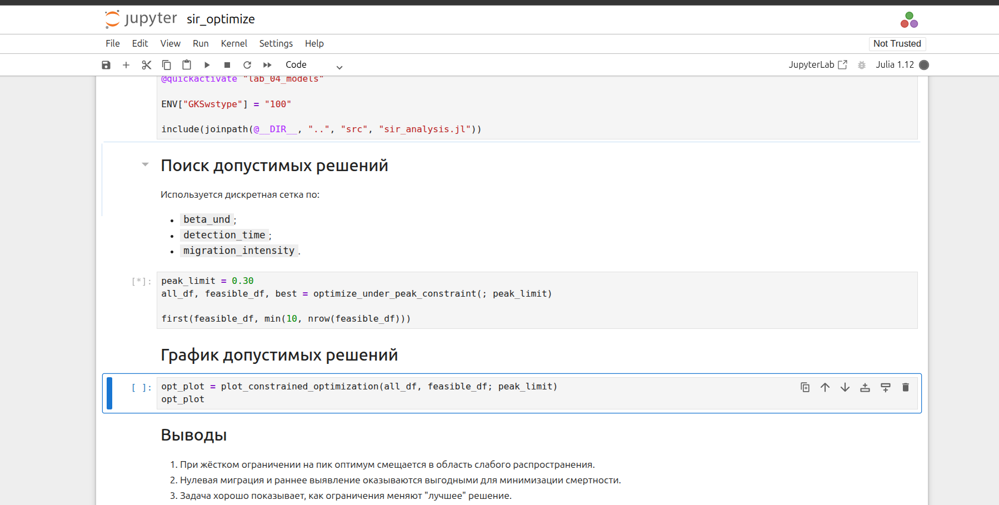 jupyter sir_optimize
File Edit View Run Kernel Settings Help
Not Trusted
Code
JupyterLab
Julia 1.12
@quickactivate "lab_04_models"
ENV["GKSwstype"] = "100"
include(joinpath(@__DIR__, "..", "src", "sir_analysis.jl"))
Поиск допустимых решений
Используется дискретная сетка по:
• beta_und ;
• detection_time ;
• migration_intensity .
[*]:
peak_limit = 0.30
all_df, feasible_df, best = optimize_under_peak_constraint(; peak_limit)
first(feasible_df, min(10, nrow(feasible_df)))
График допустимых решений
[ ]:
opt_plot = plot_constrained_optimization(all_df, feasible_df; peak_limit)
opt_plot
Выводы
1. При жёстком ограничении на пик оптимум смещается в область слабого распространения.
2. Нулевая миграция и раннее выявление оказываются выгодными для минимизации смертности.
3. Задача хорошо показывает, как ограничения меняют "лучшее" решение.